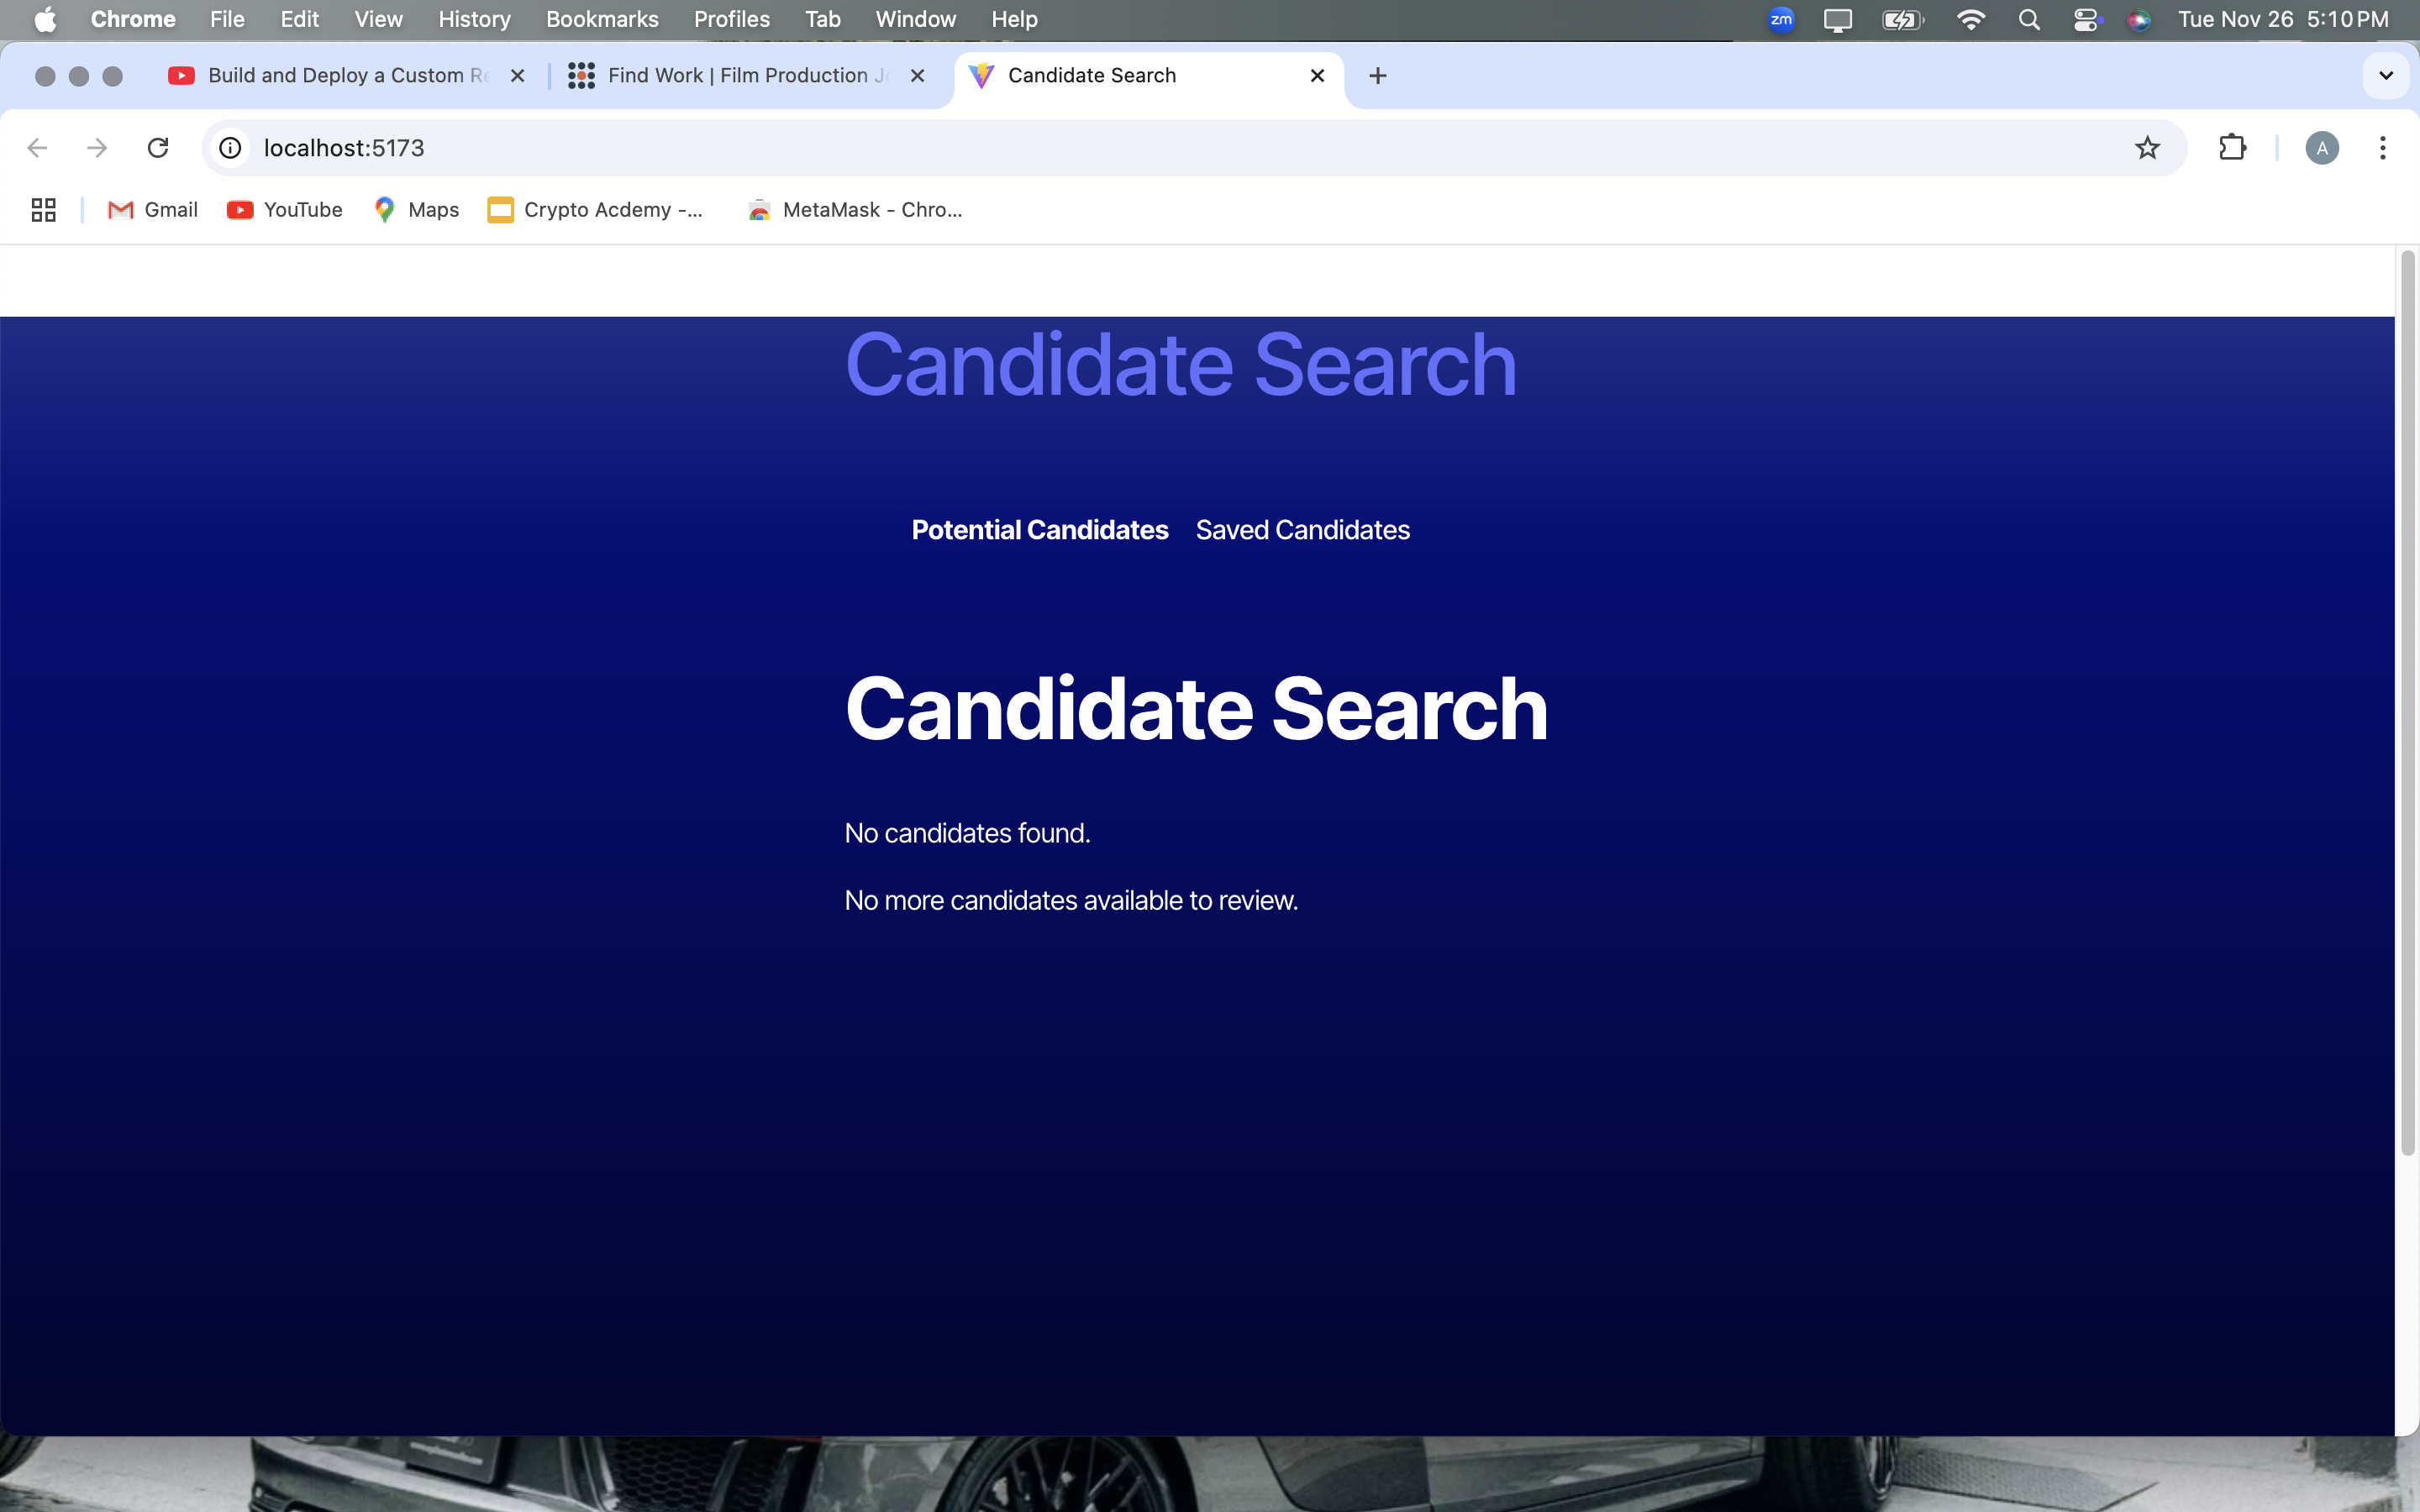 Chrome File Edit View History Bookmarks Profiles Tab Window Help zm Tue Nov 26 5:10 PM
Build and Deploy a Custom Re Find Work | Film Production Jo Candidate Search
localhost:5173 A
Gmail YouTube Maps Crypto Acdemy -... MetaMask - Chro...
Candidate Search
Potential Candidates Saved Candidates
Candidate Search
No candidates found.
No more candidates available to review.